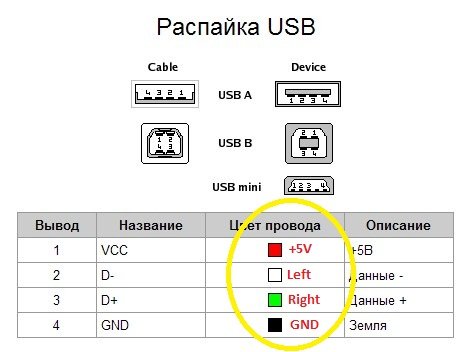 Распайка USB
Cable Device
4 3 2 1 USB A 1 2 3 4
1 2 USB B 2 1
4 3 3 4
USB mini 1 2 3 4
Вывод Название Цвет провода Описание
1 VCC +5V +5В
2 D- Left Данные -
3 D+ Right Данные +
4 GND GND Земля